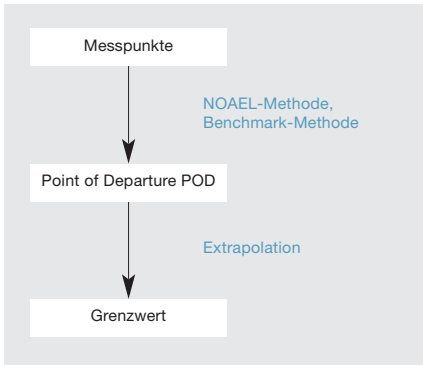 Messpunkte
NOAEL-Methode,
Benchmark-Methode
Point of Departure POD
Extrapolation
Grenzwert